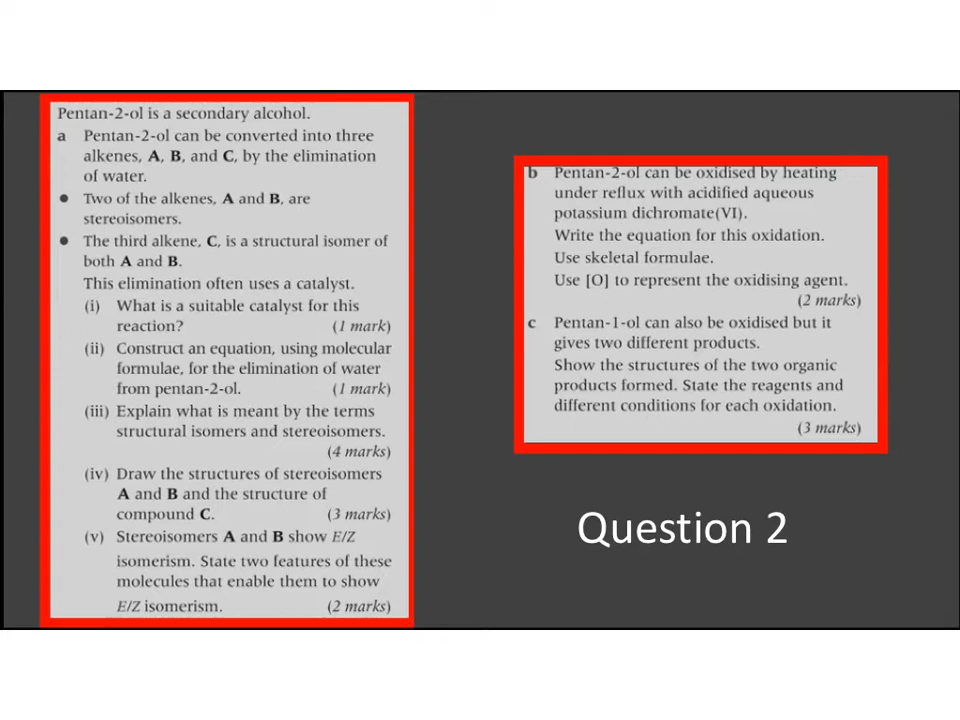 Pentan-2-ol is a secondary alcohol.
a Pentan-2-ol can be converted into three
alkenes, A, B, and C, by the elimination
of water.
• Two of the alkenes, A and B, are
stereoisomers.
• The third alkene, C, is a structural isomer of
both A and B.
This elimination often uses a catalyst.
(i) What is a suitable catalyst for this
reaction? (1 mark)
(ii) Construct an equation, using molecular
formulae, for the elimination of water
from pentan-2-ol. (1 mark)
(iii) Explain what is meant by the terms
structural isomers and stereoisomers.
(4 marks)
(iv) Draw the structures of stereoisomers
A and B and the structure of
compound C. (3 marks)
(v) Stereoisomers A and B show E/Z
isomerism. State two features of these
molecules that enable them to show
E/Z isomerism. (2 marks)
b Pentan-2-ol can be oxidised by heating
under reflux with acidified aqueous
potassium dichromate(VI).
Write the equation for this oxidation.
Use skeletal formulae.
Use [O] to represent the oxidising agent.
(2 marks)
c Pentan-1-ol can also be oxidised but it
gives two different products.
Show the structures of the two organic
products formed. State the reagents and
different conditions for each oxidation.
(3 marks)
Question 2